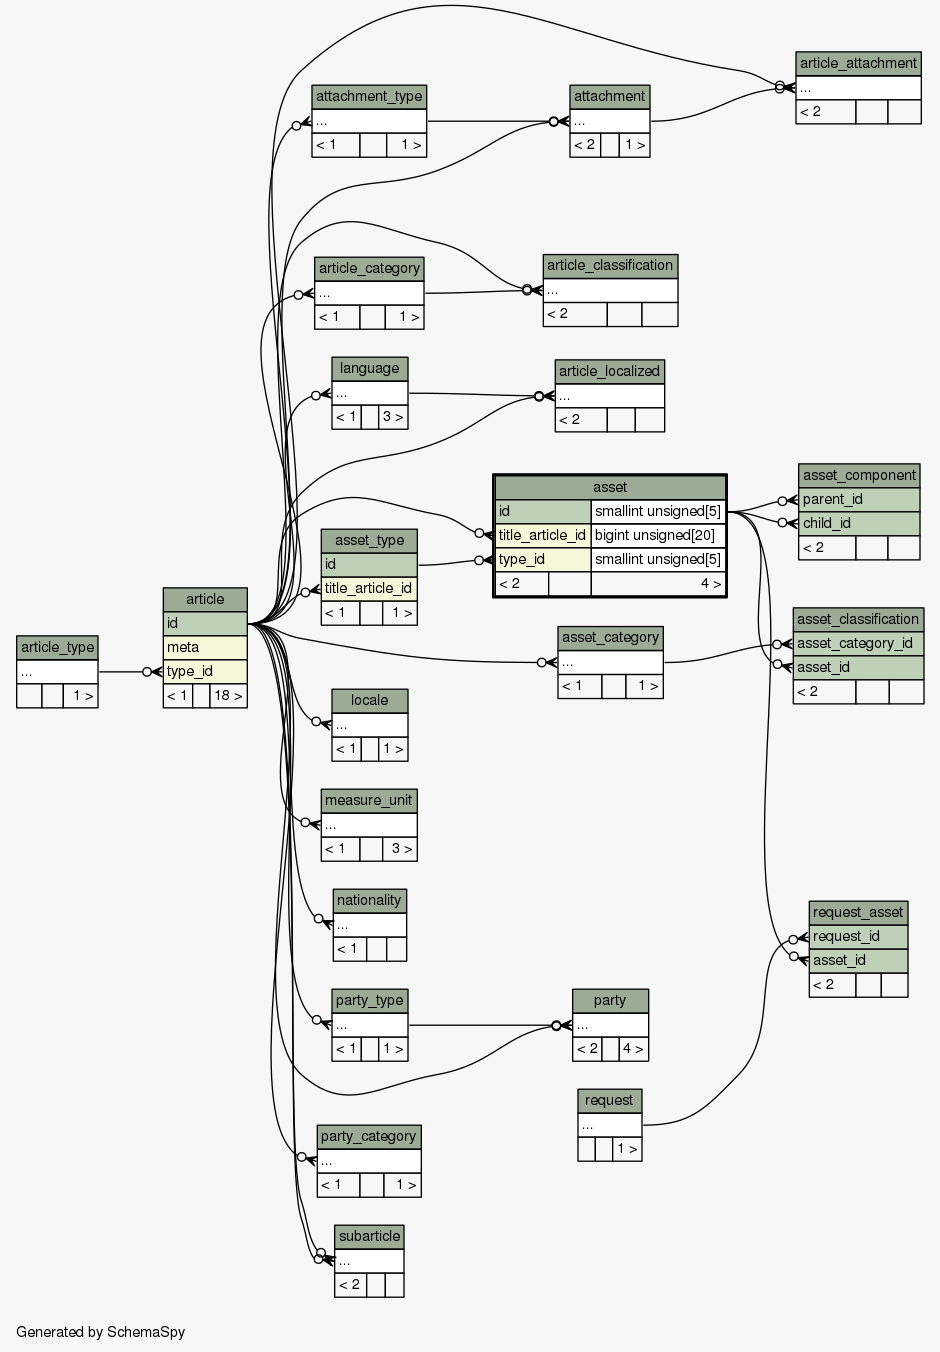 article_attachment
...
< 2
attachment_type
...
< 1 1 >
attachment
...
< 2 1 >
article_category
...
< 1 1 >
article_classification
...
< 2
language
...
< 1 3 >
article_localized
...
< 2
asset
id smallint unsigned[5]
title_article_id bigint unsigned[20]
type_id smallint unsigned[5]
< 2 4 >
asset_component
parent_id
child_id
< 2
asset_type
id
title_article_id
< 1 1 >
article
id
meta
type_id
< 1 18 >
article_type
...
1 >
asset_category
...
< 1 1 >
asset_classification
asset_category_id
asset_id
< 2
locale
...
< 1 1 >
measure_unit
...
< 1 3 >
nationality
...
< 1
request_asset
request_id
asset_id
< 2
party_type
...
< 1 1 >
party
...
< 2 4 >
request
...
1 >
party_category
...
< 1 1 >
subarticle
...
< 2
Generated by SchemaSpy